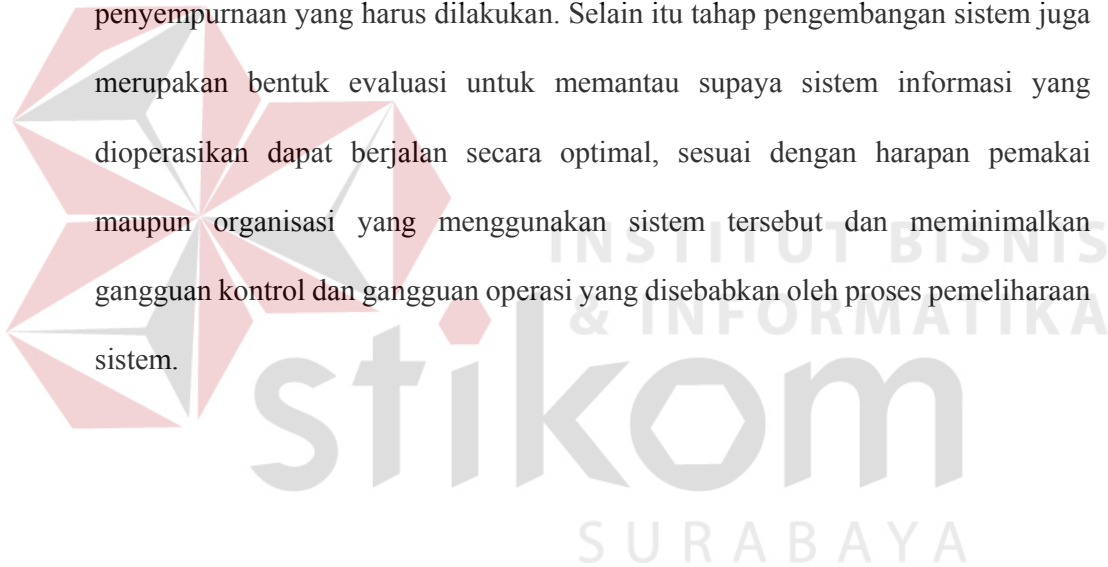 penyempurnaan yang harus dilakukan. Selain itu tahap pengembangan sistem juga
merupakan bentuk evaluasi untuk memantau supaya sistem informasi yang
dioperasikan dapat berjalan secara optimal, sesuai dengan harapan pemakai
maupun organisasi yang menggunakan sistem tersebut dan meminimalkan
gangguan kontrol dan gangguan operasi yang disebabkan oleh proses pemeliharaan
sistem.
INSTITUT BISNIS
& INFORMATIKA
stikom
SURABAYA